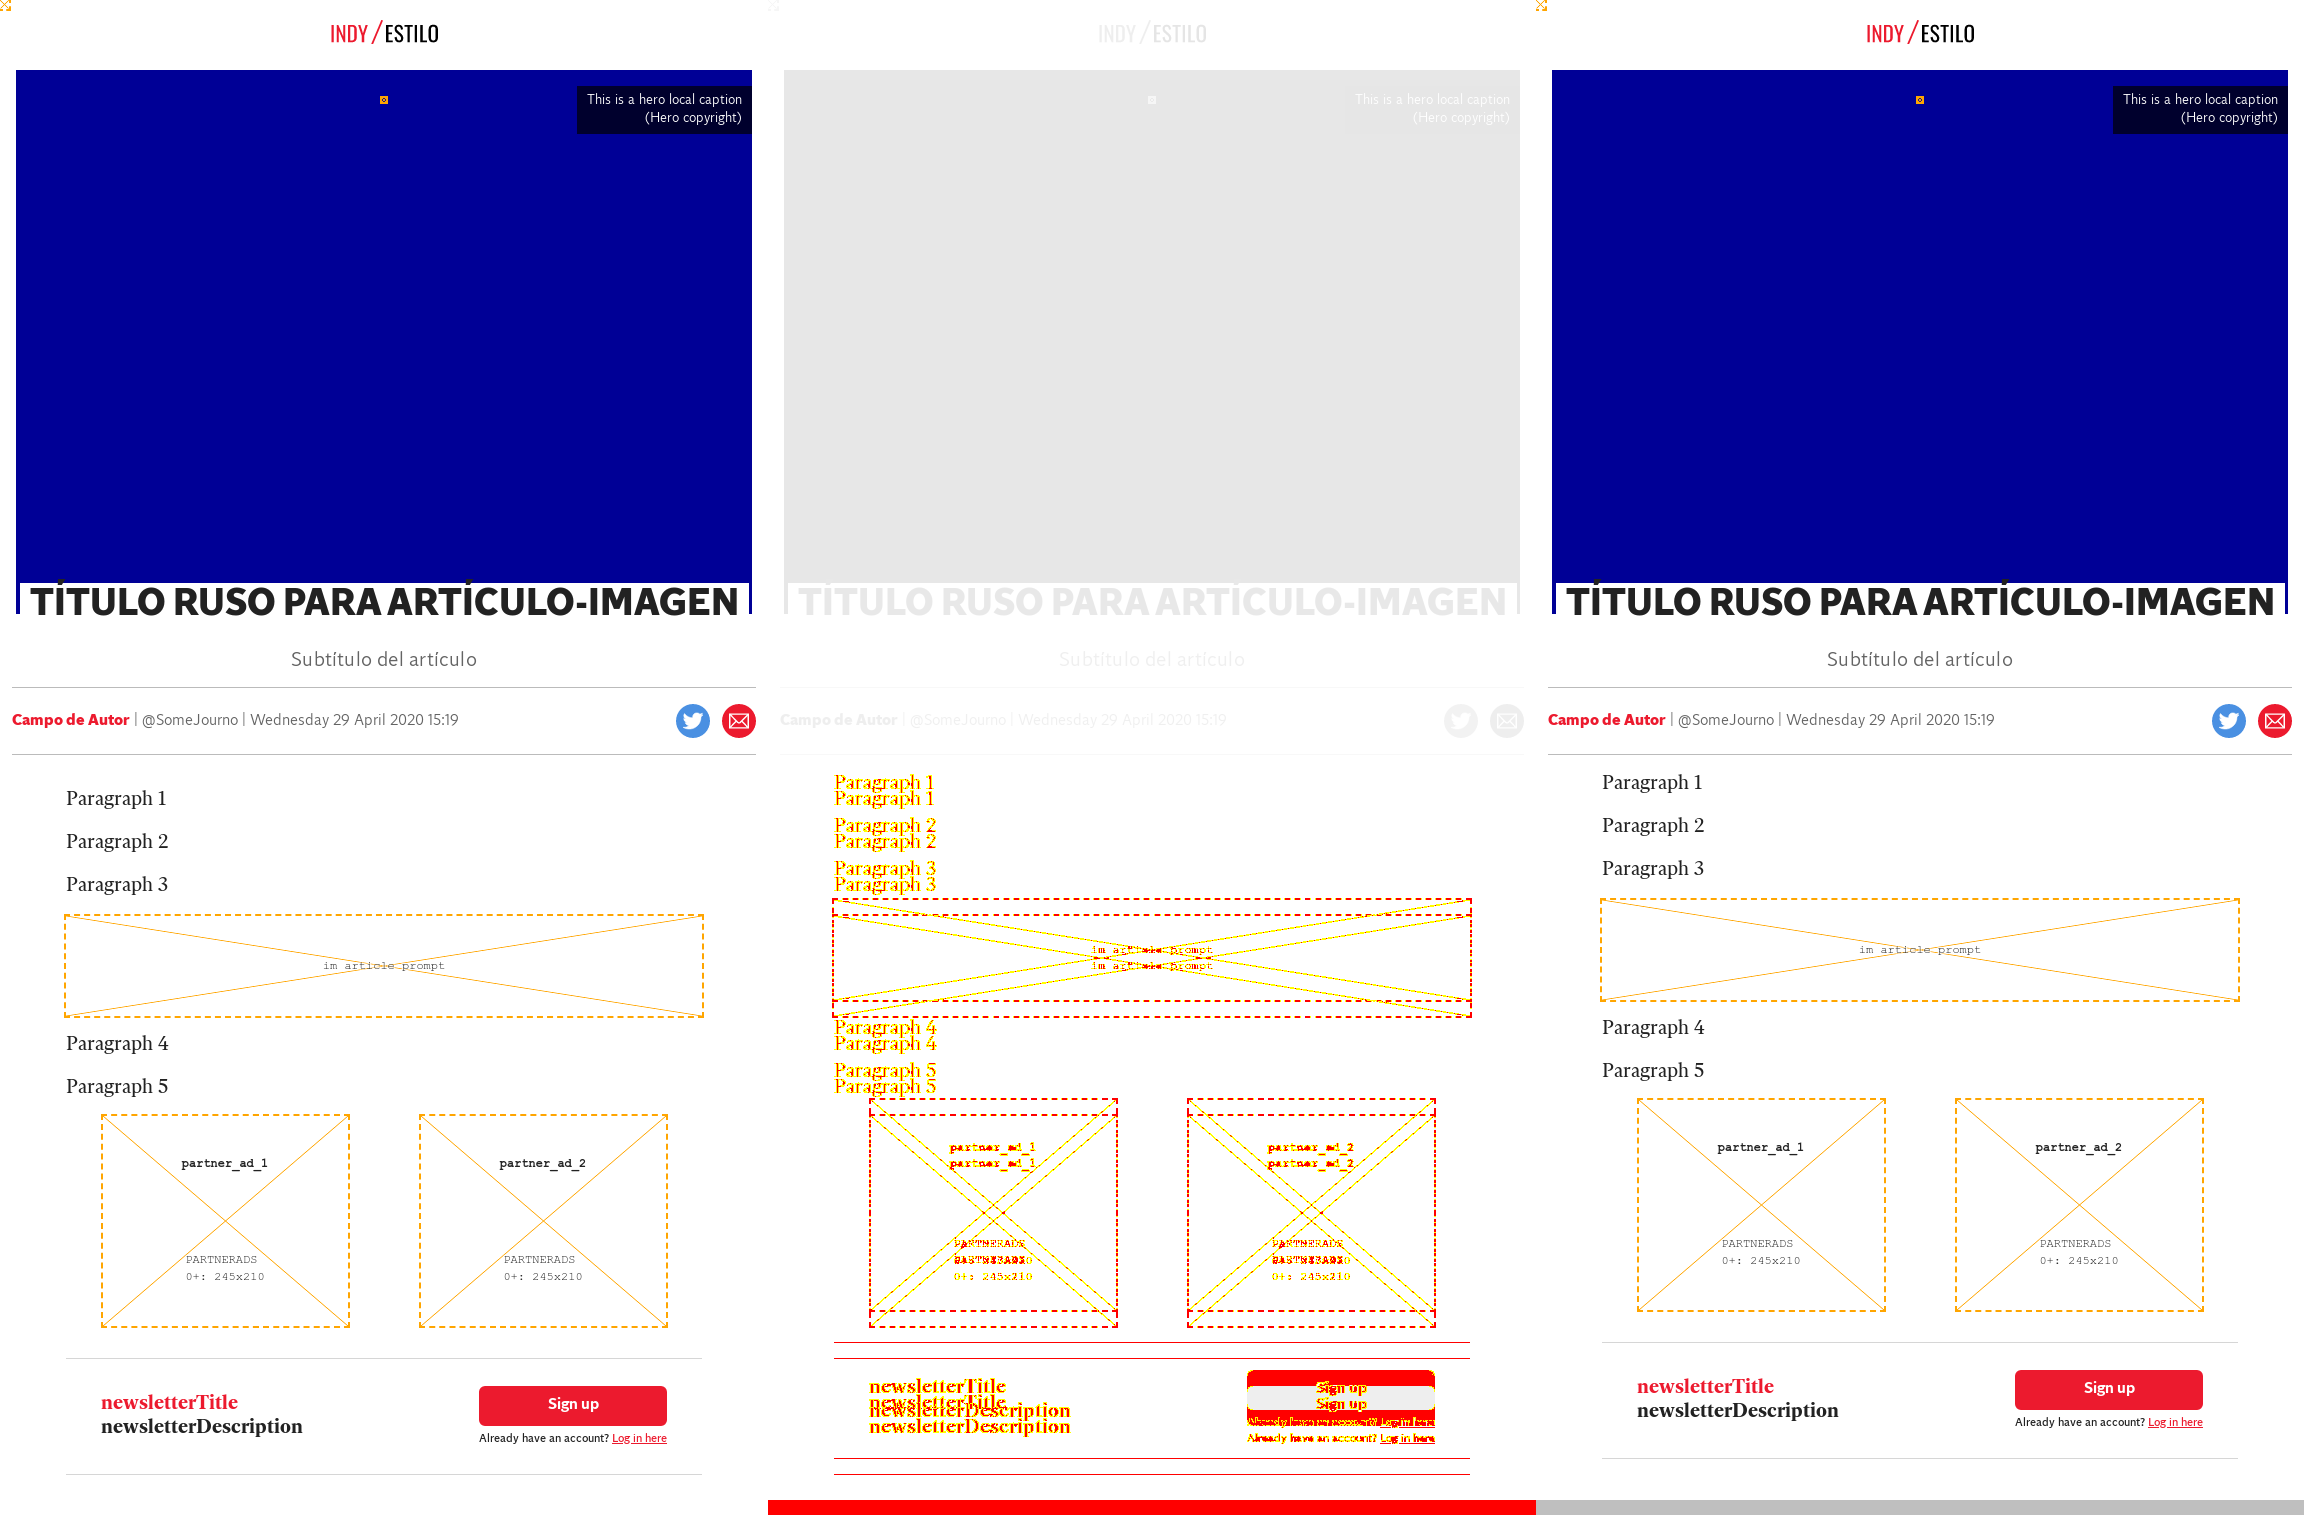 INDY/ESTILO
This is a hero local caption
(Hero copyright)
TÍTULO RUSO PARA ARTÍCULO-IMAGEN
Subtítulo del artículo
Campo de Autor | @SomeJourno | Wednesday 29 April 2020 15:19
Paragraph 1
Paragraph 2
Paragraph 3
im article prompt
Paragraph 4
Paragraph 5
partner_ad_1
PARTNERADS
0+: 245x210
partner_ad_2
PARTNERADS
0+: 245x210
newsletterTitle
newsletterDescription
Sign up
Already have an account? Log in here
INDY/ESTILO
This is a hero local caption
(Hero copyright)
TÍTULO RUSO PARA ARTÍCULO-IMAGEN
Subtítulo del artículo
Campo de Autor | @SomeJourno | Wednesday 29 April 2020 15:19
Paragraph 1
Paragraph 1
Paragraph 2
Paragraph 2
Paragraph 3
Paragraph 3
im article prompt
im article prompt
Paragraph 4
Paragraph 4
Paragraph 5
Paragraph 5
partner_ad_1
partner_ad_1
PARTNERADS
0+: 245x210
partner_ad_2
partner_ad_2
PARTNERADS
0+: 245x210
newsletterTitle
newsletterTitle
newsletterDescription
newsletterDescription
Sign up
Sign up
Already have an account? Log in here
Already have an account? Log in here
INDY/ESTILO
This is a hero local caption
(Hero copyright)
TÍTULO RUSO PARA ARTÍCULO-IMAGEN
Subtítulo del artículo
Campo de Autor | @SomeJourno | Wednesday 29 April 2020 15:19
Paragraph 1
Paragraph 2
Paragraph 3
im article prompt
Paragraph 4
Paragraph 5
partner_ad_1
PARTNERADS
0+: 245x210
partner_ad_2
PARTNERADS
0+: 245x210
newsletterTitle
newsletterDescription
Sign up
Already have an account? Log in here